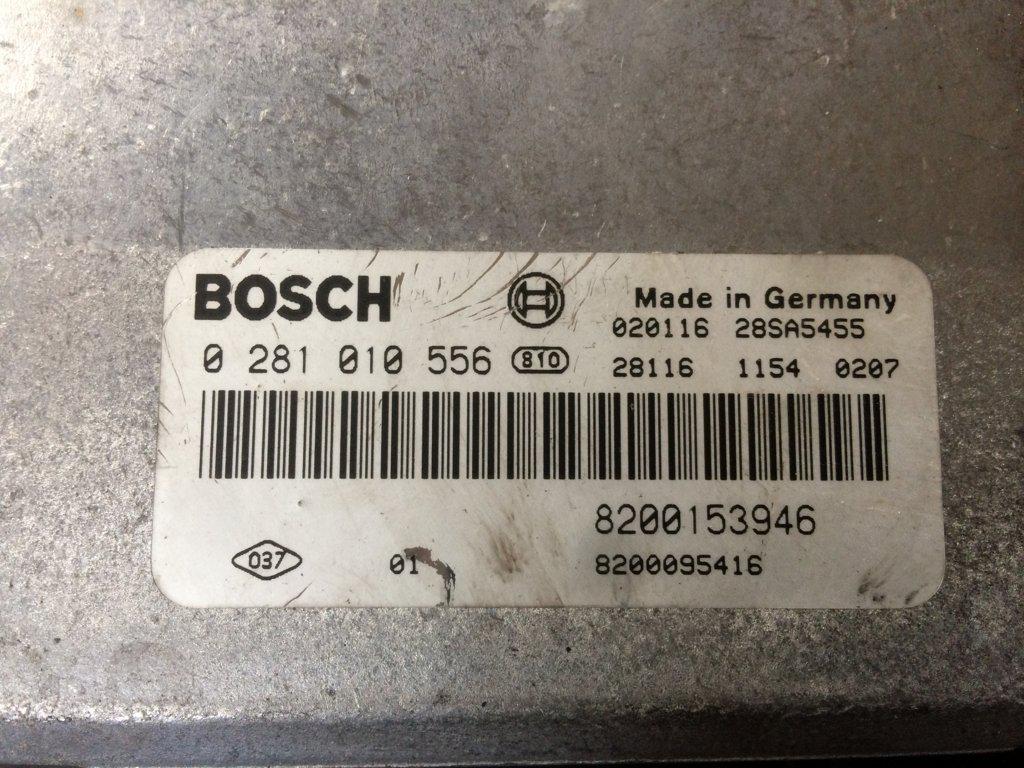 BOSCH
Made in Germany
020116 28SA5455
0 281 010 556 810
28116 1154 0207
8200153946
037 01 8200095416